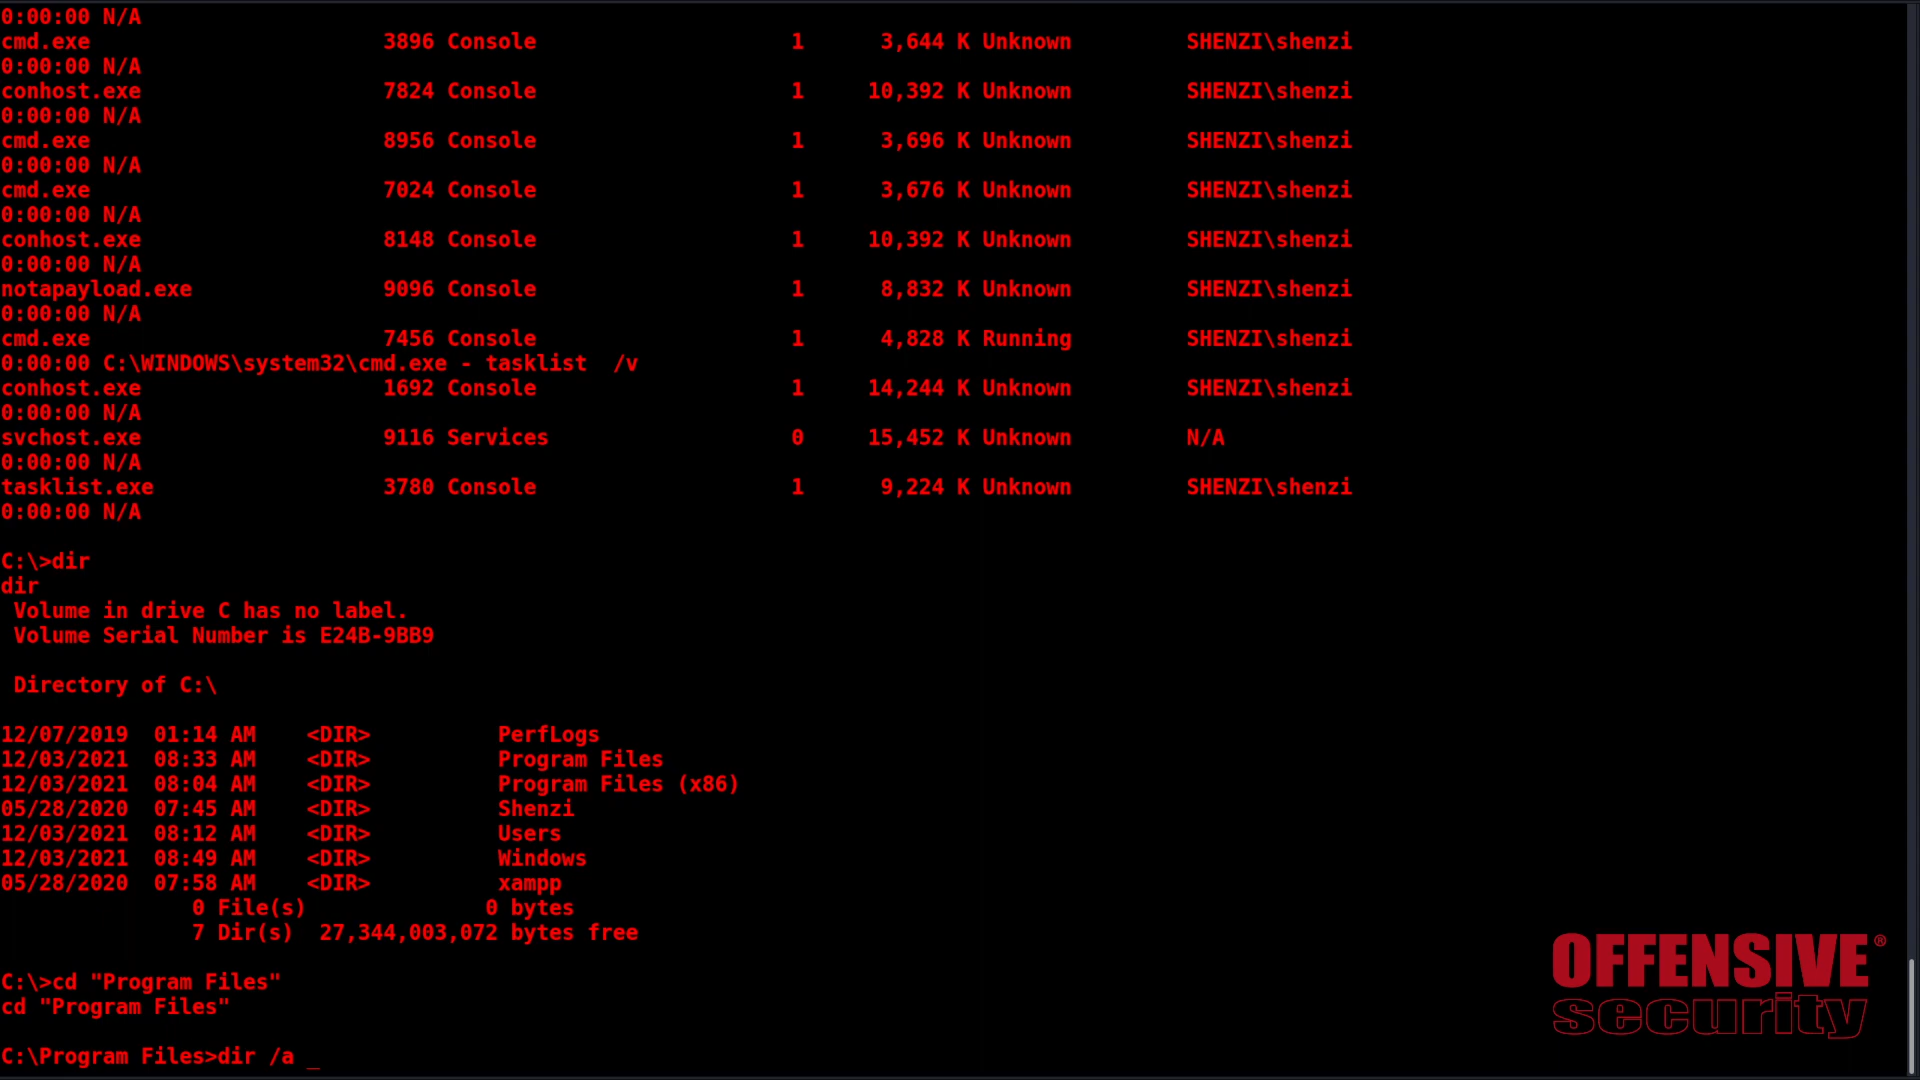 0:00:00 N/A
cmd.exe                       3896 Console                    1      3,644 K Unknown         SHENZI\shenzi
0:00:00 N/A
conhost.exe                   7824 Console                    1     10,392 K Unknown         SHENZI\shenzi
0:00:00 N/A
cmd.exe                       8956 Console                    1      3,696 K Unknown         SHENZI\shenzi
0:00:00 N/A
cmd.exe                       7024 Console                    1      3,676 K Unknown         SHENZI\shenzi
0:00:00 N/A
conhost.exe                   8148 Console                    1     10,392 K Unknown         SHENZI\shenzi
0:00:00 N/A
notapayload.exe               9096 Console                    1      8,832 K Unknown         SHENZI\shenzi
0:00:00 N/A
cmd.exe                       7456 Console                    1      4,828 K Running         SHENZI\shenzi
0:00:00 C:\WINDOWS\system32\cmd.exe - tasklist  /v
conhost.exe                   1692 Console                    1     14,244 K Unknown         SHENZI\shenzi
0:00:00 N/A
svchost.exe                   9116 Services                   0     15,452 K Unknown         N/A
0:00:00 N/A
tasklist.exe                  3780 Console                    1      9,224 K Unknown         SHENZI\shenzi
0:00:00 N/A

C:\>dir
dir
 Volume in drive C has no label.
 Volume Serial Number is E24B-9BB9

 Directory of C:\

12/07/2019  01:14 AM    <DIR>          PerfLogs
12/03/2021  08:33 AM    <DIR>          Program Files
12/03/2021  08:04 AM    <DIR>          Program Files (x86)
05/28/2020  07:45 AM    <DIR>          Shenzi
12/03/2021  08:12 AM    <DIR>          Users
12/03/2021  08:49 AM    <DIR>          Windows
05/28/2020  07:58 AM    <DIR>          xampp
               0 File(s)              0 bytes
               7 Dir(s)  27,344,003,072 bytes free

C:\>cd "Program Files"
cd "Program Files"

C:\Program Files>dir /a _
OFFENSIVE®
security